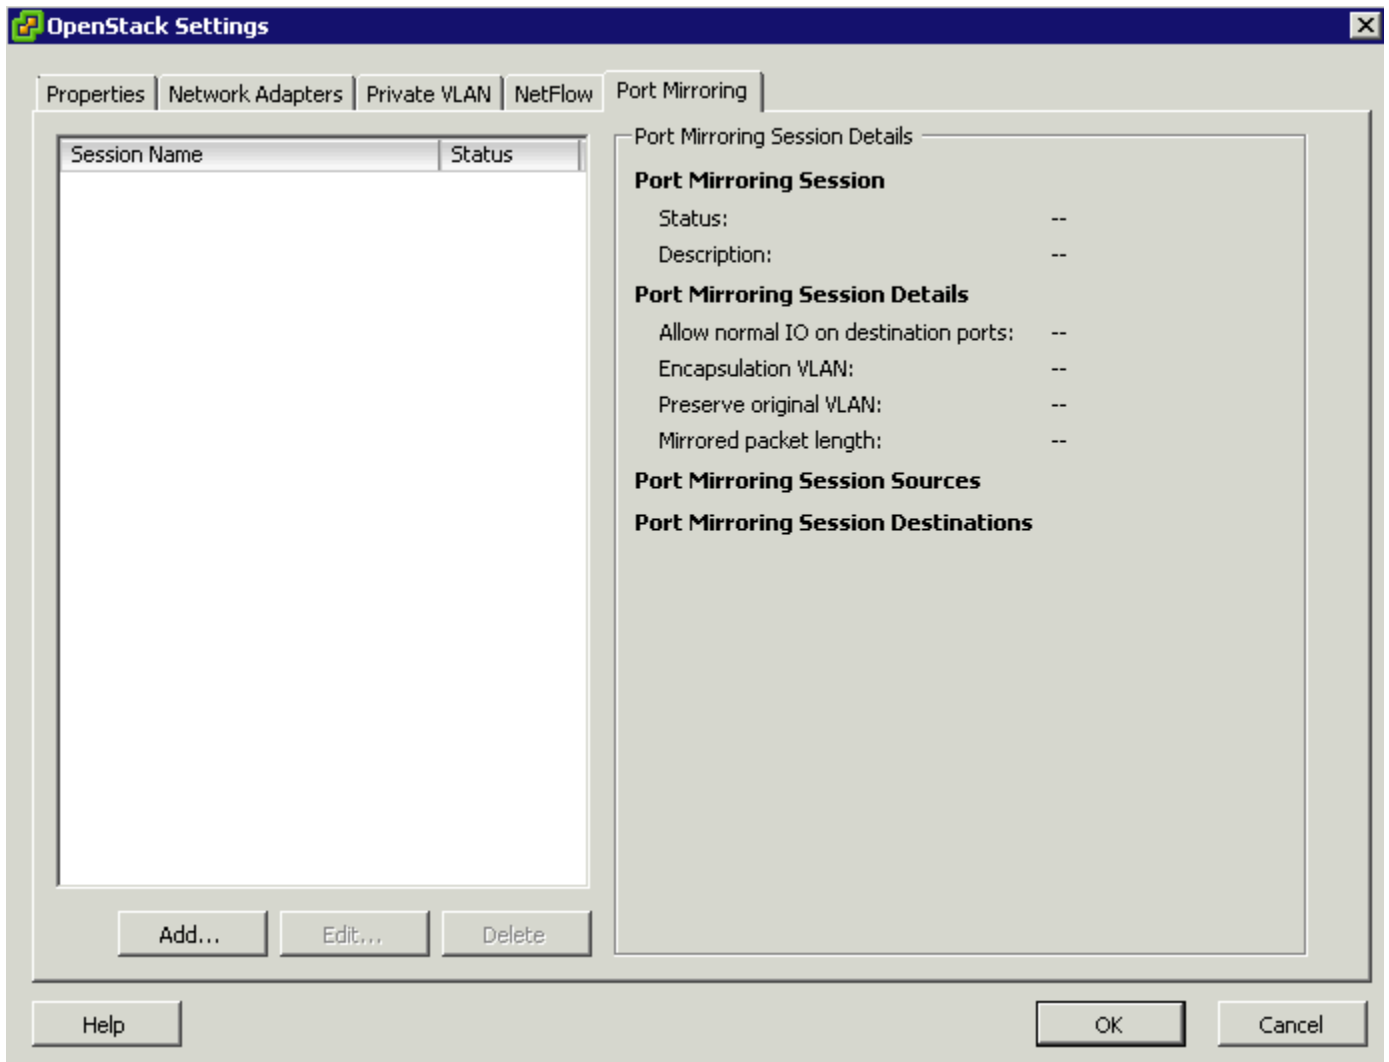 OpenStack Settings
Properties Network Adapters Private VLAN NetFlow Port Mirroring
Session Name Status
Port Mirroring Session Details
Port Mirroring Session
Status: --
Description: --
Port Mirroring Session Details
Allow normal IO on destination ports: --
Encapsulation VLAN: --
Preserve original VLAN: --
Mirrored packet length: --
Port Mirroring Session Sources
Port Mirroring Session Destinations
Add... Edit... Delete
Help OK Cancel